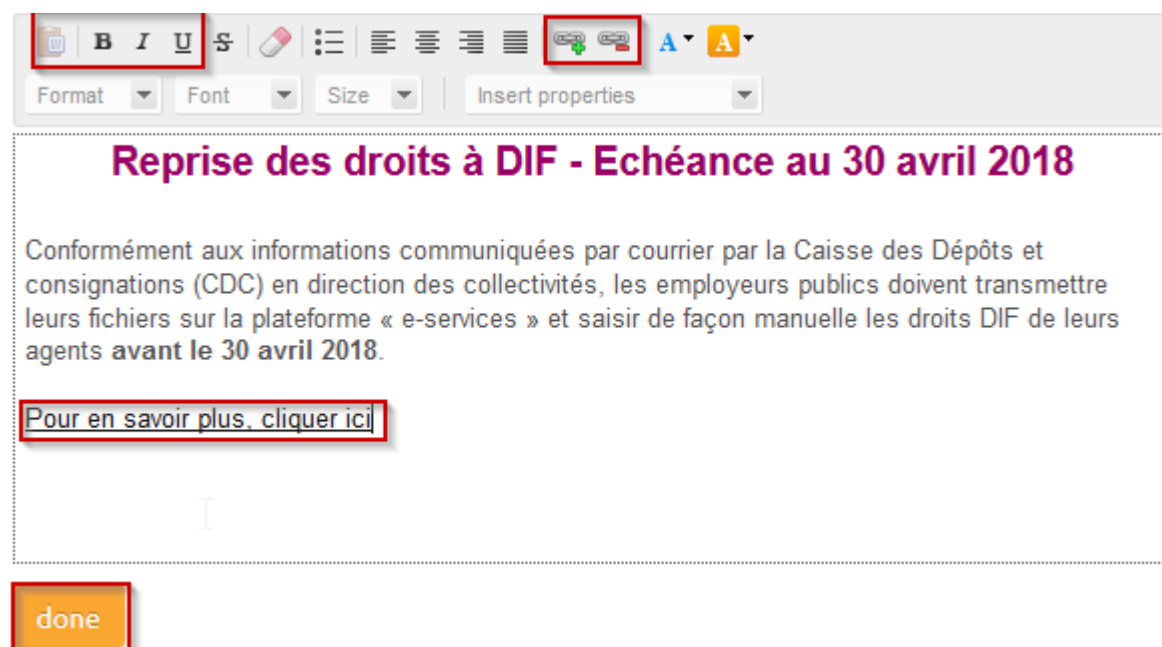 B I U S A A
Format Font Size Insert properties
Reprise des droits à DIF - Echéance au 30 avril 2018
Conformément aux informations communiquées par courrier par la Caisse des Dépôts et
consignations (CDC) en direction des collectivités, les employeurs publics doivent transmettre
leurs fichiers sur la plateforme « e-services » et saisir de façon manuelle les droits DIF de leurs
agents avant le 30 avril 2018.
Pour en savoir plus, cliquer ici
done